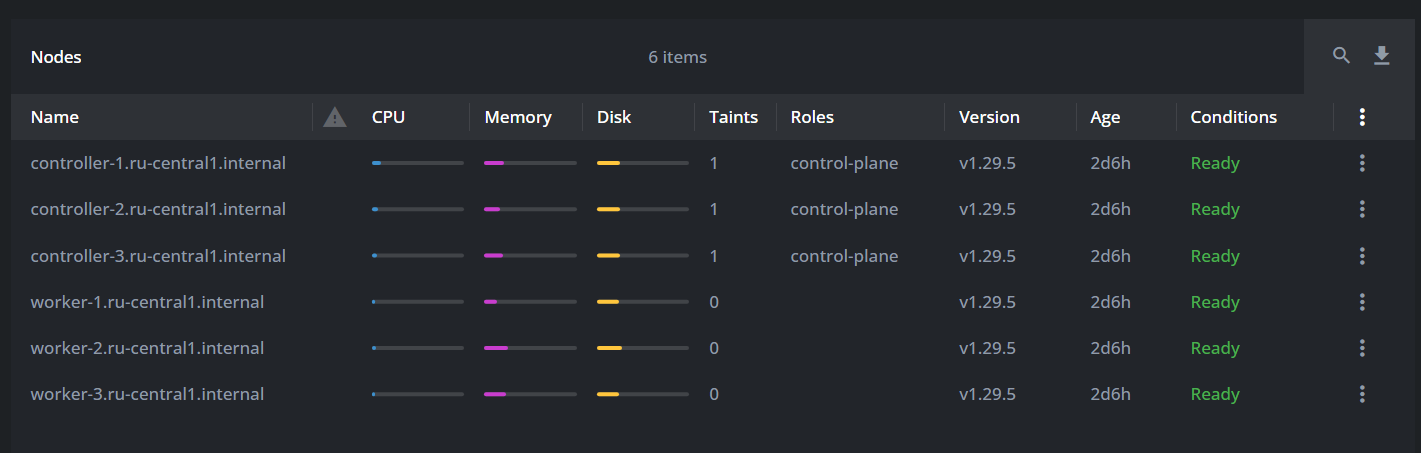 Nodes 6 items
Name CPU Memory Disk Taints Roles Version Age Conditions
controller-1.ru-central1.internal 1 control-plane v1.29.5 2d6h Ready
controller-2.ru-central1.internal 1 control-plane v1.29.5 2d6h Ready
controller-3.ru-central1.internal 1 control-plane v1.29.5 2d6h Ready
worker-1.ru-central1.internal 0 v1.29.5 2d6h Ready
worker-2.ru-central1.internal 0 v1.29.5 2d6h Ready
worker-3.ru-central1.internal 0 v1.29.5 2d6h Ready